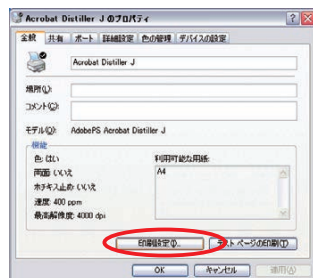 Acrobat Distiller J のプロパティ
全般 共有 ポート 詳細設定 色の管理 デバイスの設定
Acrobat Distiller J
場所(L):
コメント(C):
モデル(O): AdobePS Acrobat Distiller J
機能
色: はい
利用可能な用紙:
両面: いいえ
A4
ホチキス止め: いいえ
速度: 400 ppm
最高解像度: 4000 dpi
印刷設定(I)...
テスト ページの印刷(T)
OK キャンセル 適用(A)